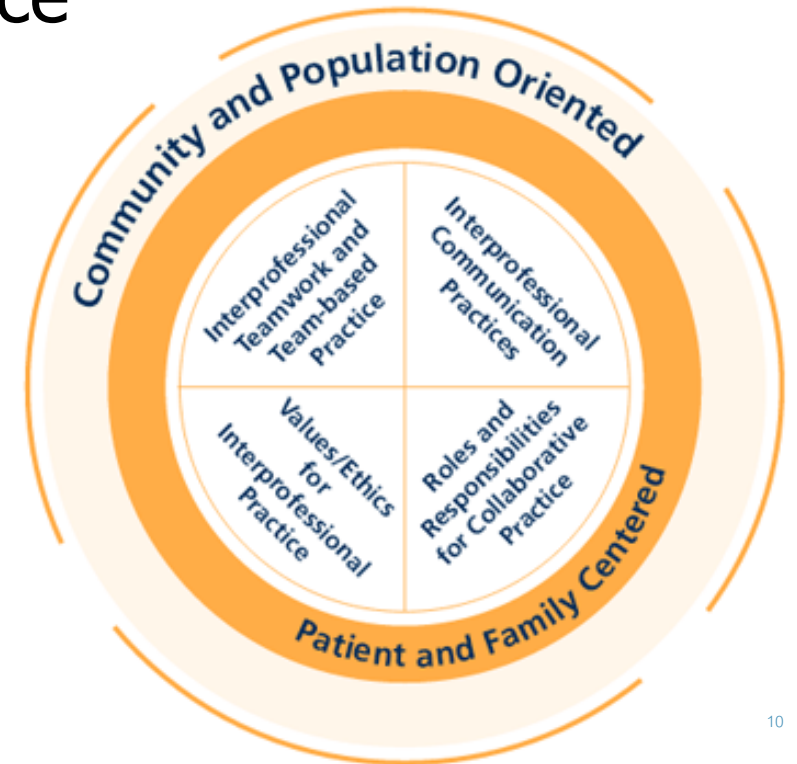 ce
Community and Population Oriented
Interprofessional
Teamwork and
Team-based
Practice
Interprofessional
Communication
Practices
Values/Ethics
for
Interprofessional
Practice
Roles and
Responsibilities
for Collaborative
Practice
Patient and Family Centered
10